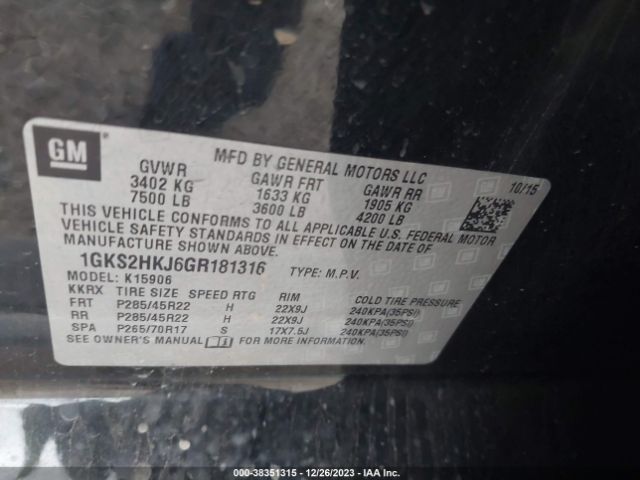 GM
MFD BY GENERAL MOTORS LLC
10/15
GVWR GAWR FRT GAWR RR
3402 KG 1633 KG 1905 KG
7500 LB 3600 LB 4200 LB
THIS VEHICLE CONFORMS TO ALL APPLICABLE U.S. FEDERAL MOTOR
VEHICLE SAFETY STANDARDS IN EFFECT ON THE DATE OF
MANUFACTURE SHOWN ABOVE.
1GKS2HKJ6GR181316 TYPE: M.P.V.
MODEL: K15906
KKRX TIRE SIZE SPEED RTG RIM COLD TIRE PRESSURE
FRT P285/45R22 H 22X9J 240KPA(35PSI)
RR P285/45R22 H 22X9J 240KPA(35PSI)
SPA P265/70R17 S 17X7.5J 240KPA(35PSI)
SEE OWNER'S MANUAL FOR MORE INFORMATION.
000-38351315 - 12/26/2023 - IAA Inc.